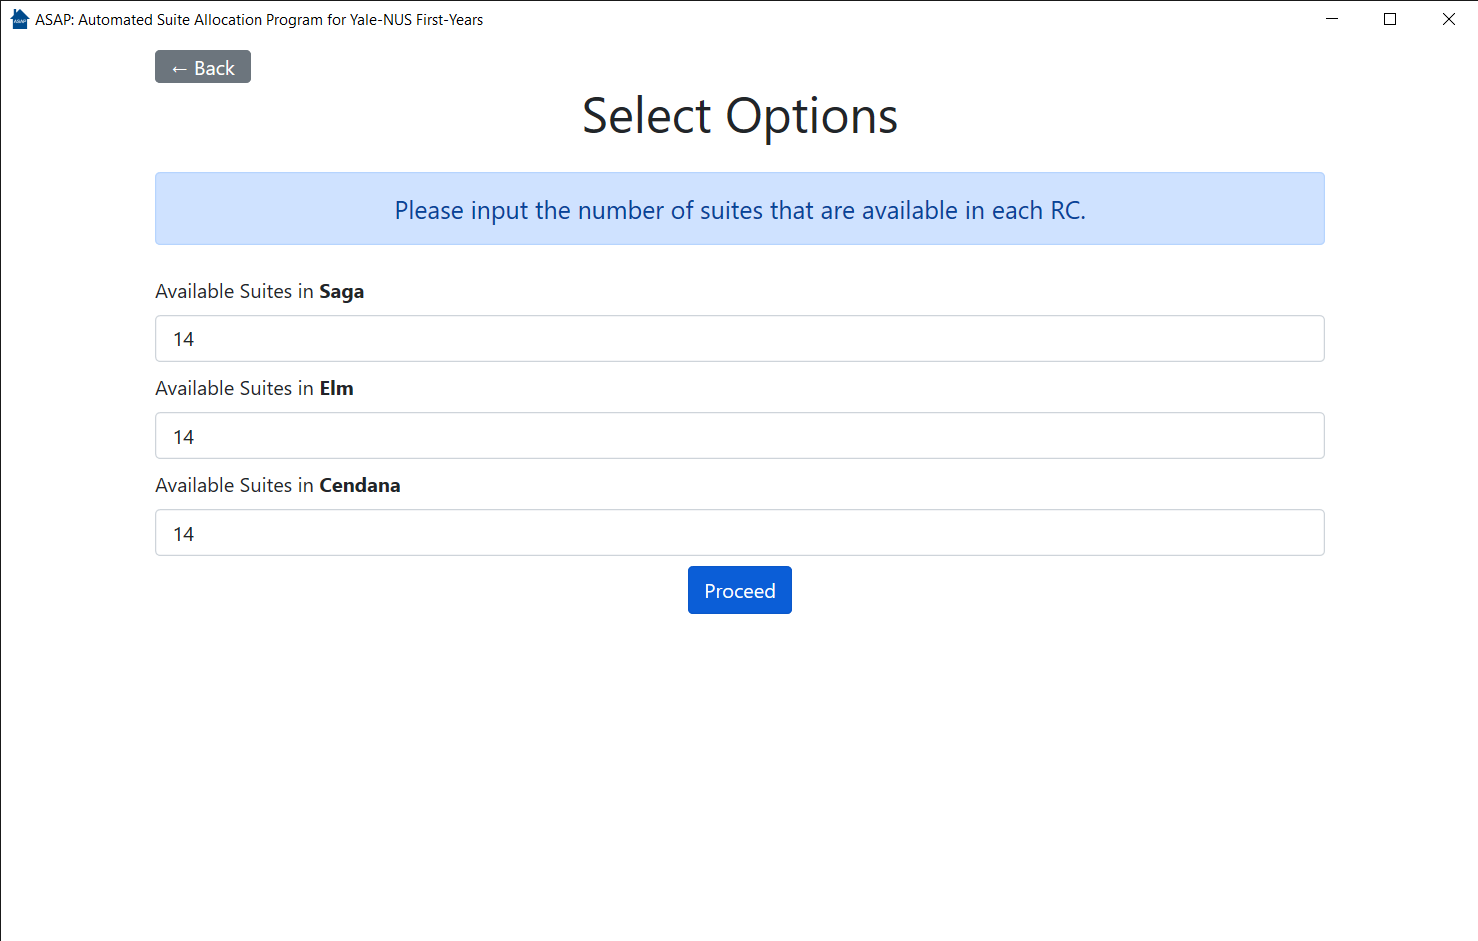 ASAP: Automated Suite Allocation Program for Yale-NUS First-Years
← Back
Select Options
Please input the number of suites that are available in each RC.
Available Suites in Saga
14
Available Suites in Elm
14
Available Suites in Cendana
14
Proceed